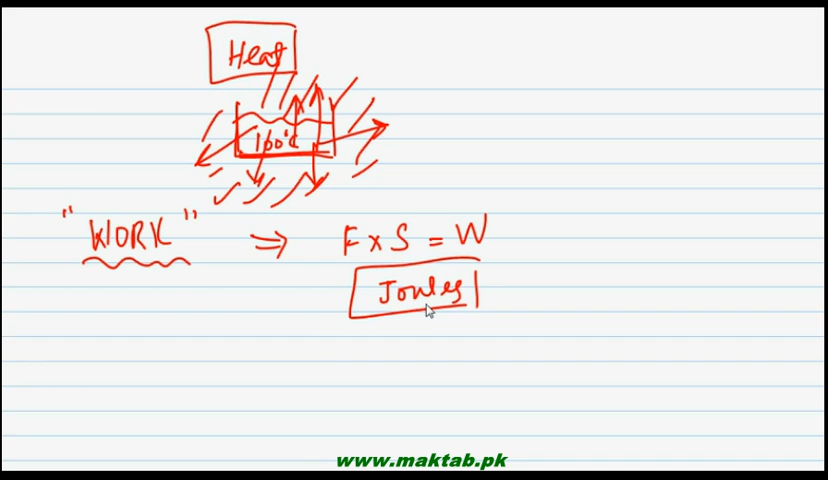 Heat
100°C
"WORK" ⇒ F x S = W
Joules
www.maktab.pk